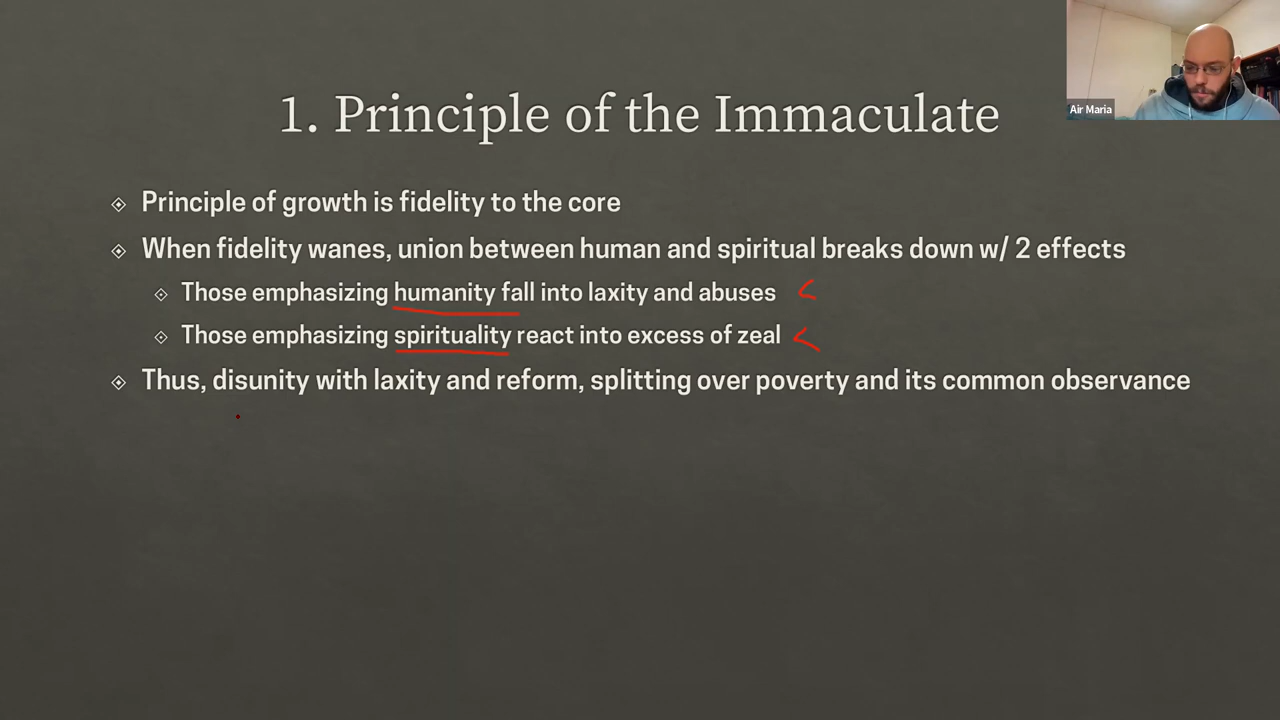 Air Maria
1. Principle of the Immaculate
Principle of growth is fidelity to the core
When fidelity wanes, union between human and spiritual breaks down w/ 2 effects
Those emphasizing humanity fall into laxity and abuses
Those emphasizing spirituality react into excess of zeal
Thus, disunity with laxity and reform, splitting over poverty and its common observance